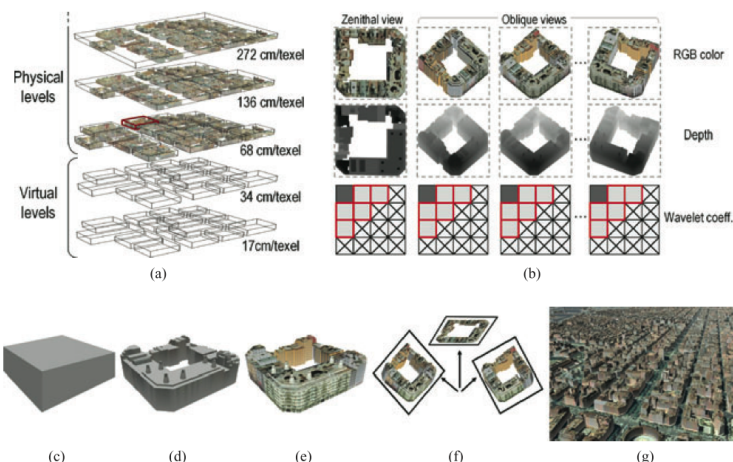 Physical
levels
272 cm/texel
136 cm/texel
68 cm/texel
Virtual
levels
34 cm/texel
17cm/texel
(a)
Zenithal view
Oblique views
RGB color
Depth
Wavelet coeff.
(b)
(c)
(d)
(e)
(f)
(g)